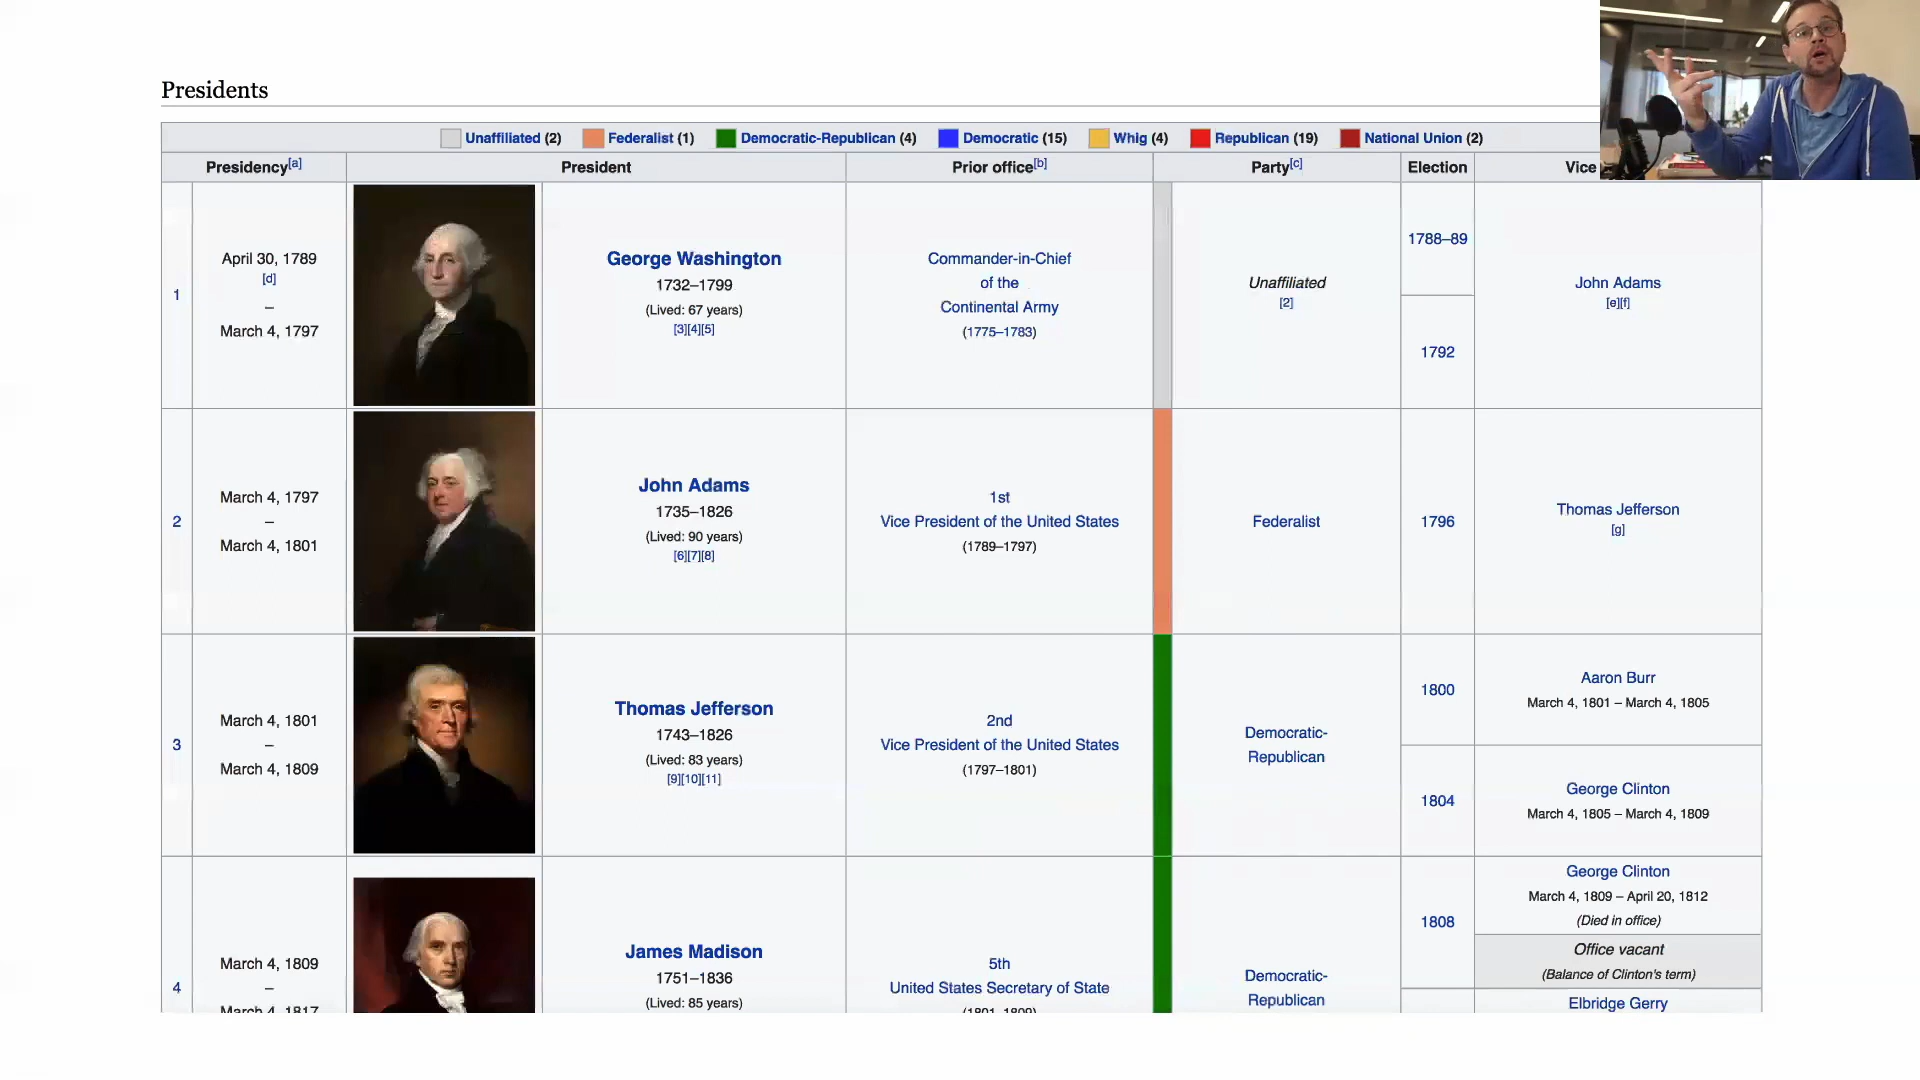 Presidents
Unaffiliated (2) Federalist (1) Democratic-Republican (4) Democratic (15) Whig (4) Republican (19) National Union (2)
Presidency[a] President Prior office[b] Party[c] Election Vice
1
April 30, 1789
[d]
–
March 4, 1797
George Washington
1732–1799
(Lived: 67 years)
[3][4][5]
Commander-in-Chief
of the
Continental Army
(1775–1783)
Unaffiliated
[2]
1788–89
1792
John Adams
[e][f]
2
March 4, 1797
–
March 4, 1801
John Adams
1735–1826
(Lived: 90 years)
[6][7][8]
1st
Vice President of the United States
(1789–1797)
Federalist
1796
Thomas Jefferson
[g]
3
March 4, 1801
–
March 4, 1809
Thomas Jefferson
1743–1826
(Lived: 83 years)
[9][10][11]
2nd
Vice President of the United States
(1797–1801)
Democratic-
Republican
1800
Aaron Burr
March 4, 1801 – March 4, 1805
1804
George Clinton
March 4, 1805 – March 4, 1809
4
March 4, 1809
–
March 4, 1817
James Madison
1751–1836
(Lived: 85 years)
5th
United States Secretary of State
(1801–1809)
Democratic-
Republican
1808
George Clinton
March 4, 1809 – April 20, 1812
(Died in office)
Office vacant
(Balance of Clinton's term)
Elbridge Gerry